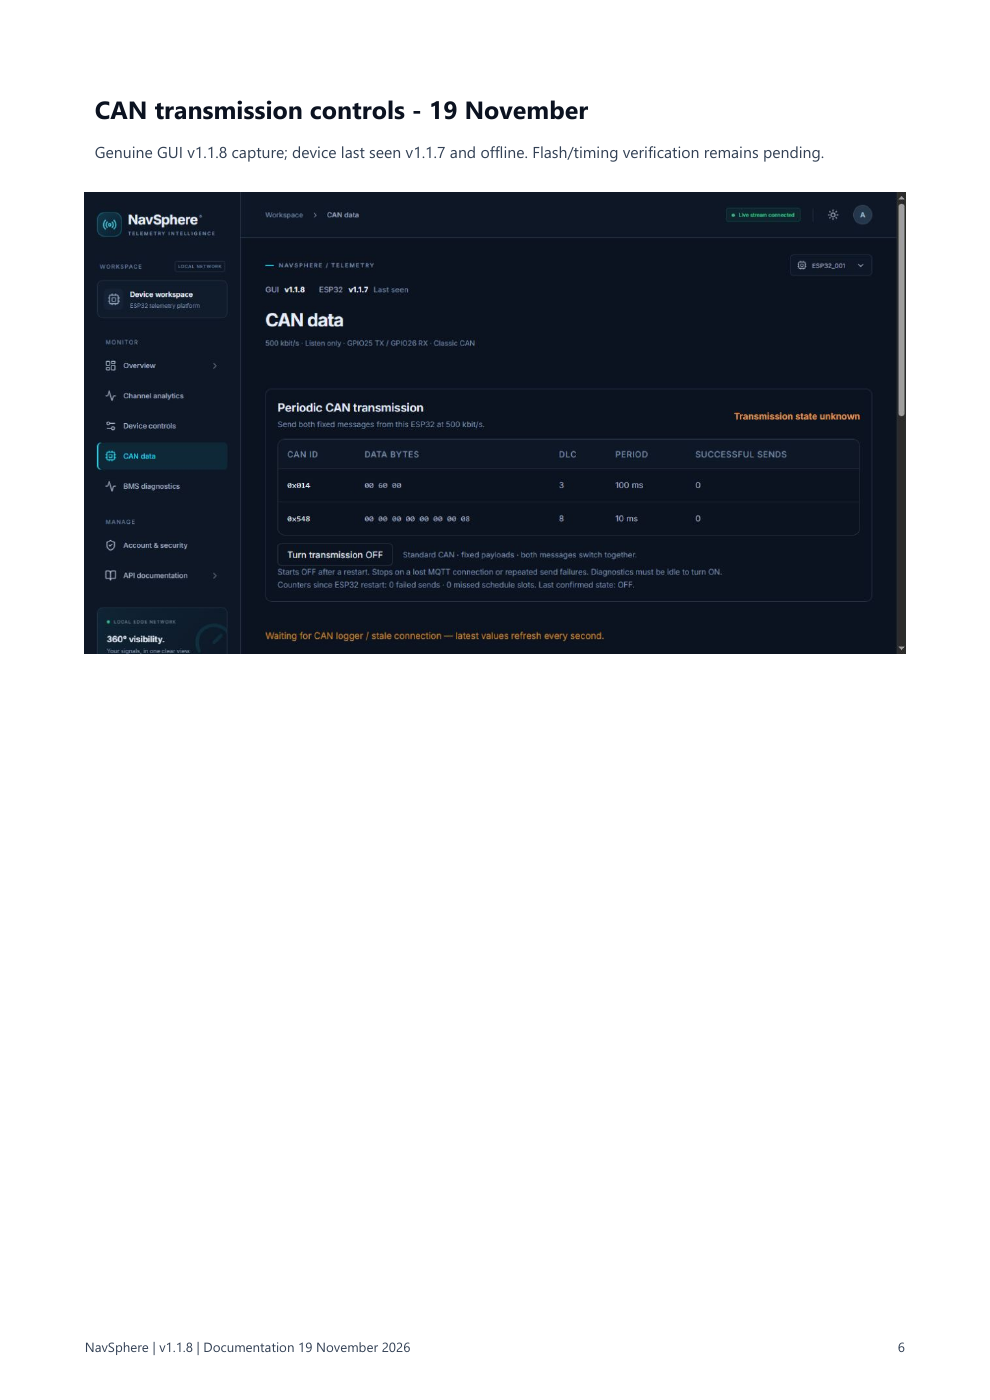 CAN transmission controls - 19 November
Genuine GUI v1.1.8 capture; device last seen v1.1.7 and offline. Flash/timing verification remains pending.
NavSphere
TELEMETRY INTELLIGENCE
WORKSPACE LOCAL NETWORK
Device workspace
ESP32 telemetry platform
MONITOR
Overview
Channel analytics
Device controls
CAN data
BMS diagnostics
MANAGE
Account & security
API documentation
LOCAL EDGE NETWORK
360° visibility.
Your signals, in one clear view
Workspace > CAN data
Live stream connected
A
NAVSPHERE / TELEMETRY
ESP32_001
GUI v1.1.8 ESP32 v1.1.7 Last seen
CAN data
500 kbit/s · Listen only · GPIO25 TX / GPIO26 RX · Classic CAN
Periodic CAN transmission
Send both fixed messages from this ESP32 at 500 kbit/s.
Transmission state unknown
CAN ID DATA BYTES DLC PERIOD SUCCESSFUL SENDS
0x014 00 60 00 3 100 ms 0
0x548 00 00 00 00 00 00 00 08 8 10 ms 0
Turn transmission OFF Standard CAN · fixed payloads · both messages switch together.
Starts OFF after a restart. Stops on a lost MQTT connection or repeated send failures. Diagnostics must be idle to turn ON.
Counters since ESP32 restart: 0 failed sends · 0 missed schedule slots. Last confirmed state: OFF.
Waiting for CAN logger / stale connection — latest values refresh every second.
NavSphere | v1.1.8 | Documentation 19 November 2026
6